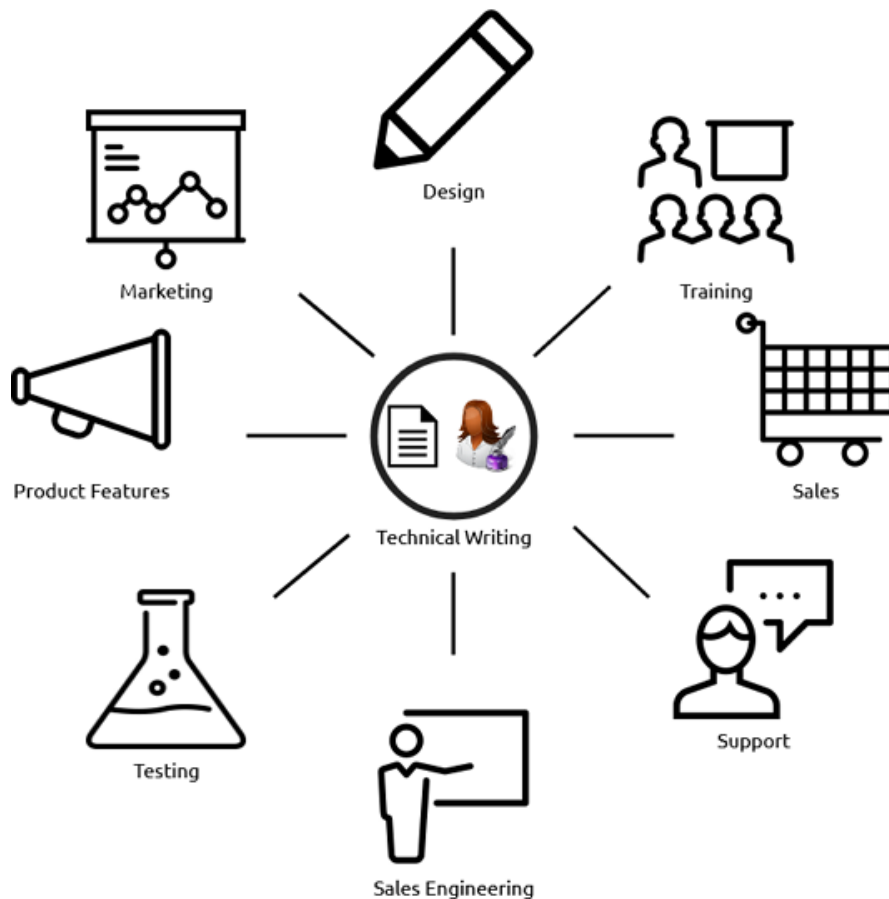 Design
Marketing
Training
Product Features
Sales
Technical Writing
Support
Testing
Sales Engineering